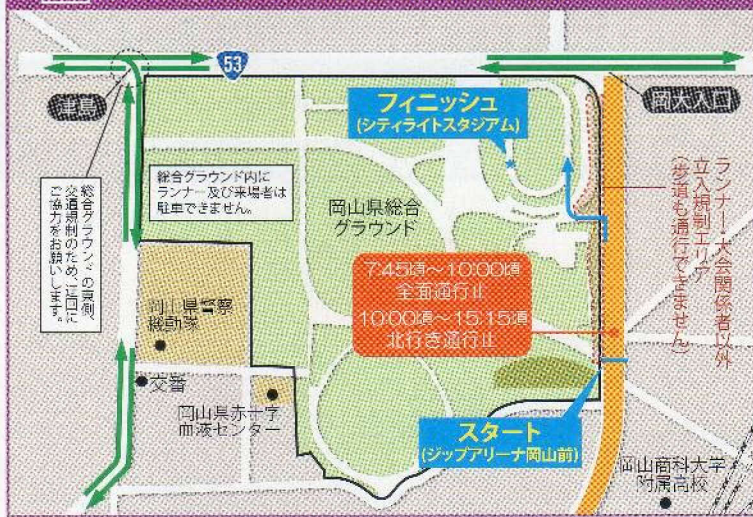 53
津島
岡大入口
フィニッシュ
(シティライトスタジアム)
総合グラウンド内に
ランナー及び来場者は
駐車できません。
総合グラウンドの東側、
交通規制のため、迂回に
ご協力をお願いします。
岡山県総合
グラウンド
ランナー・大会関係者以外
立入規制エリア
(歩道も通行できません)
7:45頃～10:00頃
全面通行止
10:00頃～15:15頃
北行き通行止
岡山県警察
機動隊
交番
岡山県赤十字
血液センター
スタート
(ジップアリーナ岡山前)
岡山商科大学
附属高校